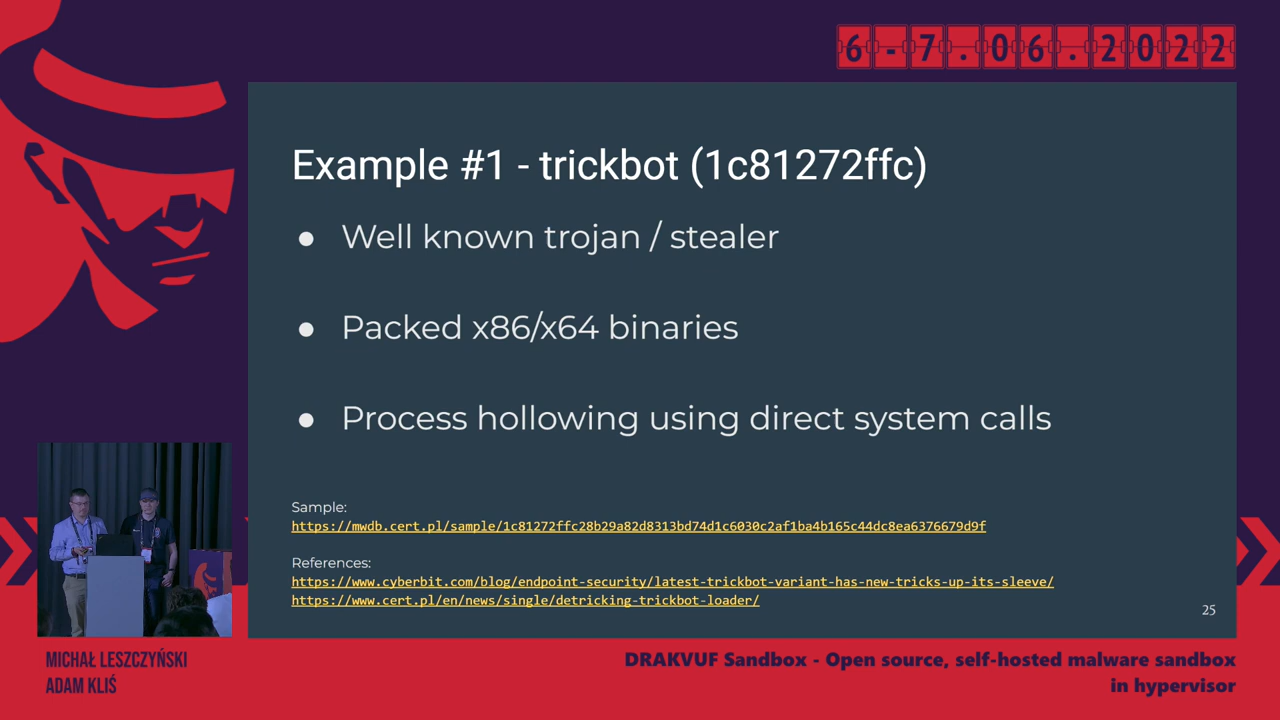 6-7.06.2022
Example #1 - trickbot (1c81272ffc)
● Well known trojan / stealer
● Packed x86/x64 binaries
● Process hollowing using direct system calls
Sample:
https://mwdb.cert.pl/sample/1c81272ffc28b29a82d8313bd74d1c6030c2af1ba4b165c44dc8ea6376679d9f
References:
https://www.cyberbit.com/blog/endpoint-security/latest-trickbot-variant-has-new-tricks-up-its-sleeve/
https://www.cert.pl/en/news/single/detricking-trickbot-loader/
25
MICHAŁ LESZCZYŃSKI
ADAM KLIŚ
DRAKVUF Sandbox - Open source, self-hosted malware sandbox
in hypervisor